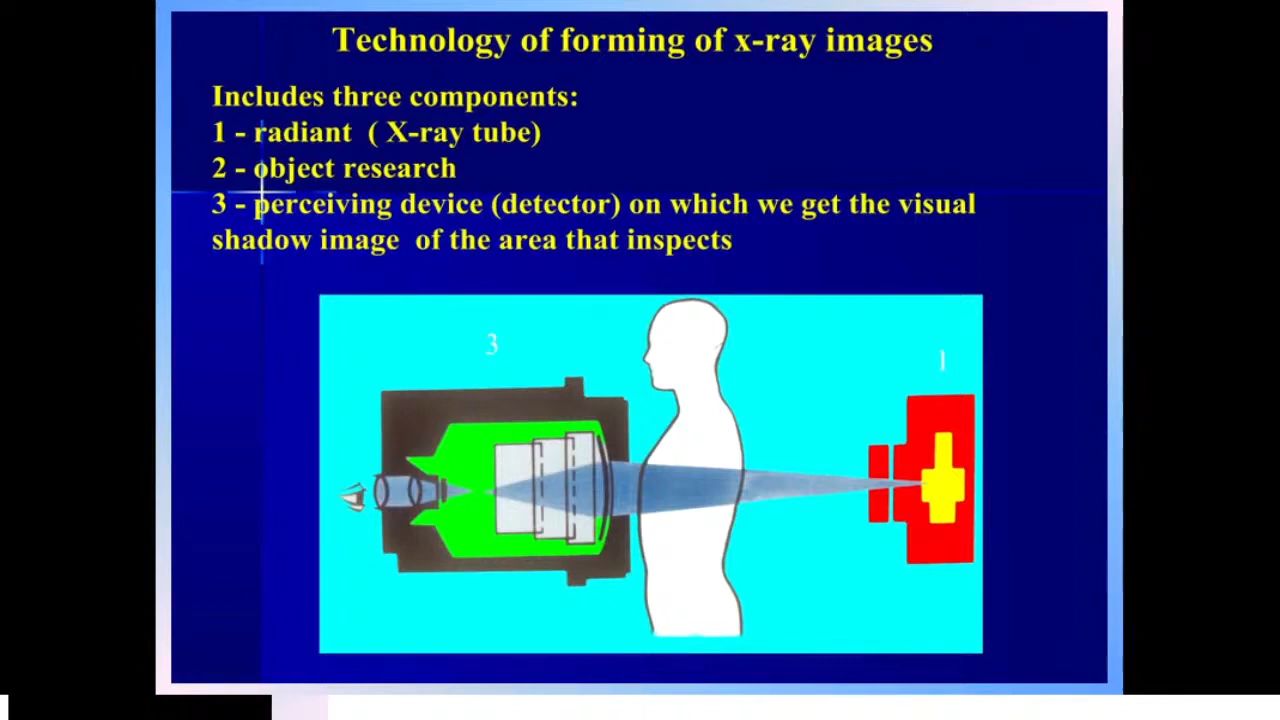 Technology of forming of x-ray images
Includes three components:
1 - radiant ( X-ray tube)
2 - object research
3 - perceiving device (detector) on which we get the visual
shadow image of the area that inspects
3
1